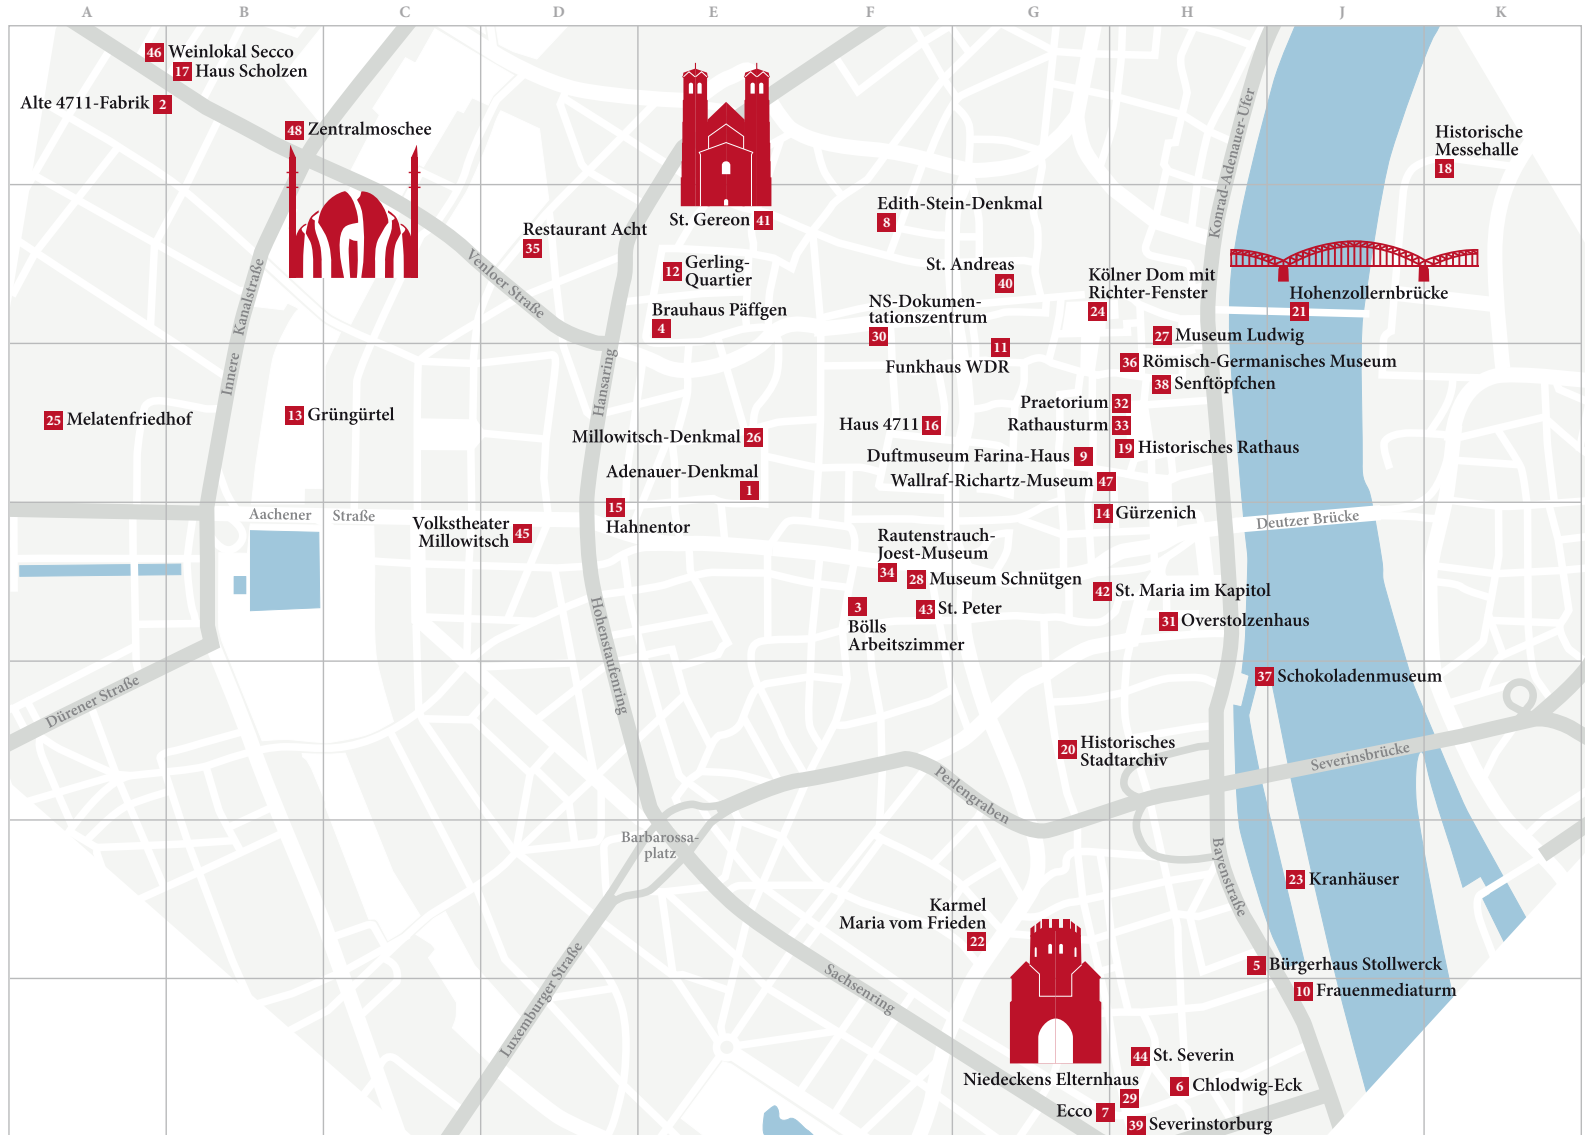 A B C D E F G H J K
46 Weinlokal Secco
17 Haus Scholzen
Alte 4711-Fabrik 2
48 Zentralmoschee
Historische
Messehalle
18
Konrad-Adenauer-Ufer
Edith-Stein-Denkmal
8
St. Gereon 41
Restaurant Acht
35
Venloer Straße
12 Gerling-
Quartier
St. Andreas
40
Kölner Dom mit
Richter-Fenster
24
Hohenzollernbrücke
21
Brauhaus Päffgen
4
NS-Dokumen-
tationszentrum
30
27 Museum Ludwig
11
Funkhaus WDR
36 Römisch-Germanisches Museum
38 Senftöpfchen
Innere Kanalstraße
Hansaring
Praetorium 32
25 Melatenfriedhof
13 Grüngürtel
Haus 4711 16
Rathausturm 33
Millowitsch-Denkmal 26
19 Historisches Rathaus
Duftmuseum Farina-Haus 9
Adenauer-Denkmal
1
Wallraf-Richartz-Museum 47
15
Hahnentor
Aachener Straße
14 Gürzenich
Deutzer Brücke
Volkstheater
Millowitsch 45
Rautenstrauch-
Joest-Museum
34
28 Museum Schnütgen
42 St. Maria im Kapitol
3
Bölls
Arbeitszimmer
43 St. Peter
31 Overstolzenhaus
Hohenstaufenring
37 Schokoladenmuseum
Dürener Straße
20 Historisches
Stadtarchiv
Severinsbrücke
Perlengraben
Barbarossa-
platz
Bayenstraße
23 Kranhäuser
Karmel
Maria vom Frieden
22
5 Bürgerhaus Stollwerck
10 Frauenmediaturm
Sachsenring
Luxemburger Straße
44 St. Severin
Niedeckens Elternhaus
29
6 Chlodwig-Eck
Ecco 7
39 Severinstorburg